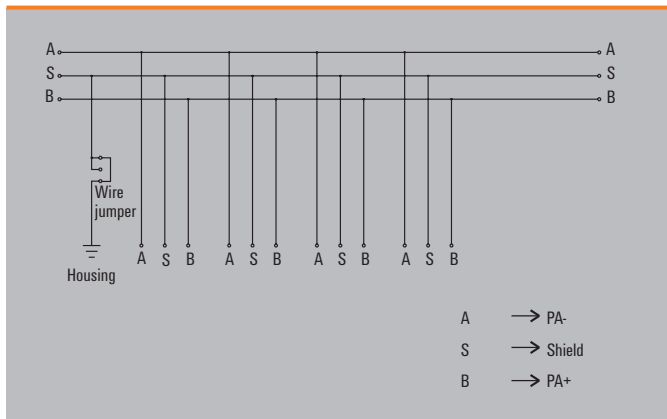 A A
S S
B B
Wire
jumper
Housing
A S B A S B A S B A S B
A → PA-
S → Shield
B → PA+